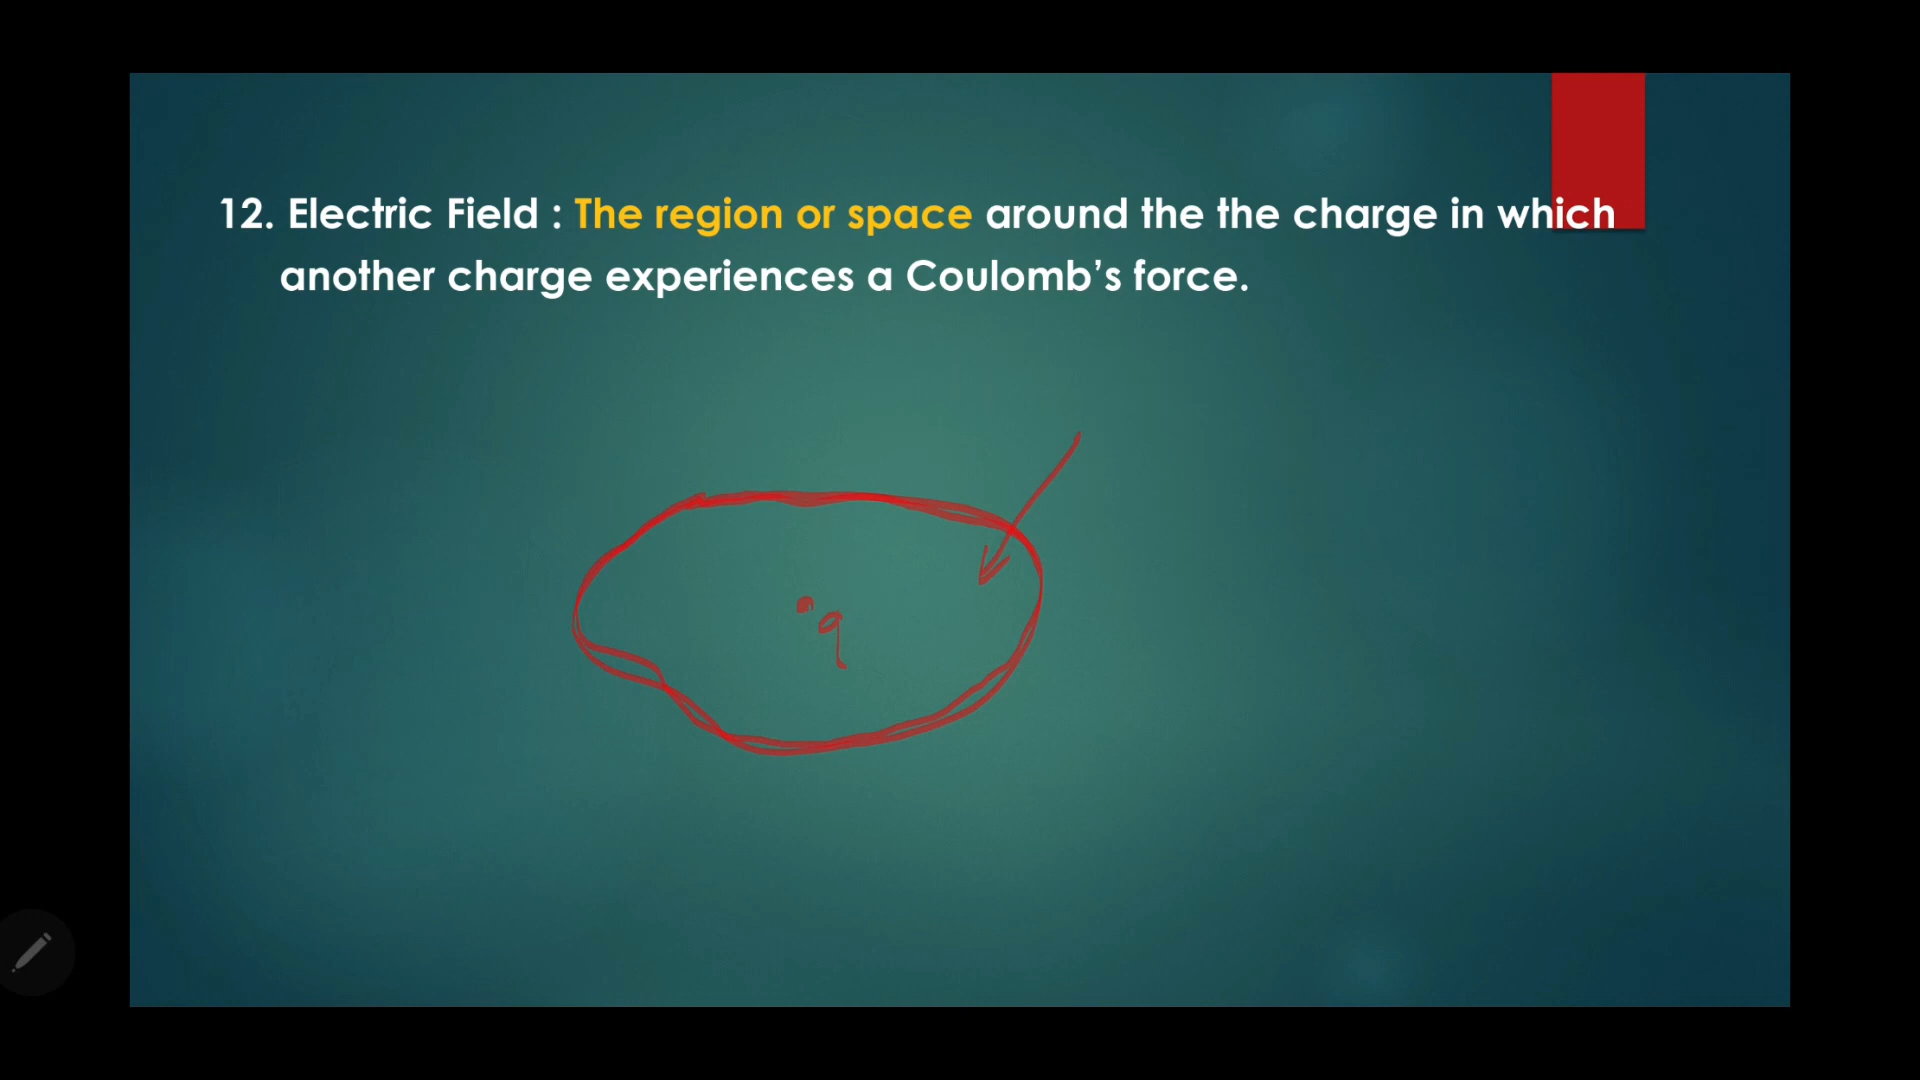 12. Electric Field : The region or space around the the charge in which
another charge experiences a Coulomb’s force.
q